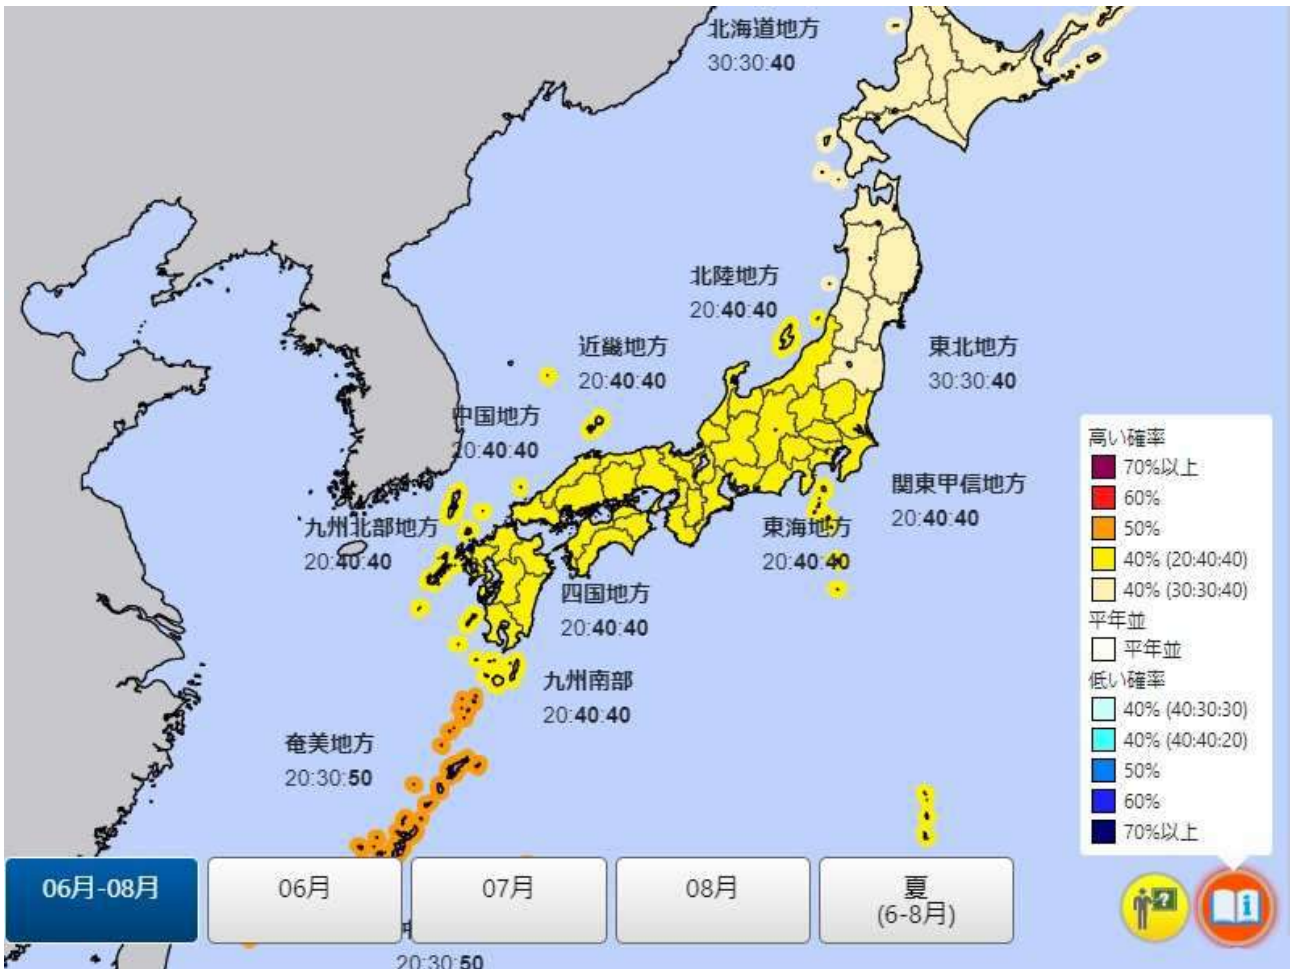 北海道地方
30:30:40
北陸地方
20:40:40
近畿地方
20:40:40
東北地方
30:30:40
中国地方
20:40:40
関東甲信地方
20:40:40
九州北部地方
20:40:40
東海地方
20:40:40
四国地方
20:40:40
九州南部
20:40:40
奄美地方
20:30:50
20:30:50
高い確率
70%以上
60%
50%
40% (20:40:40)
40% (30:30:40)
平年並
平年並
低い確率
40% (40:30:30)
40% (40:40:20)
50%
60%
70%以上
06月-08月
06月
07月
08月
夏
(6-8月)
?
i